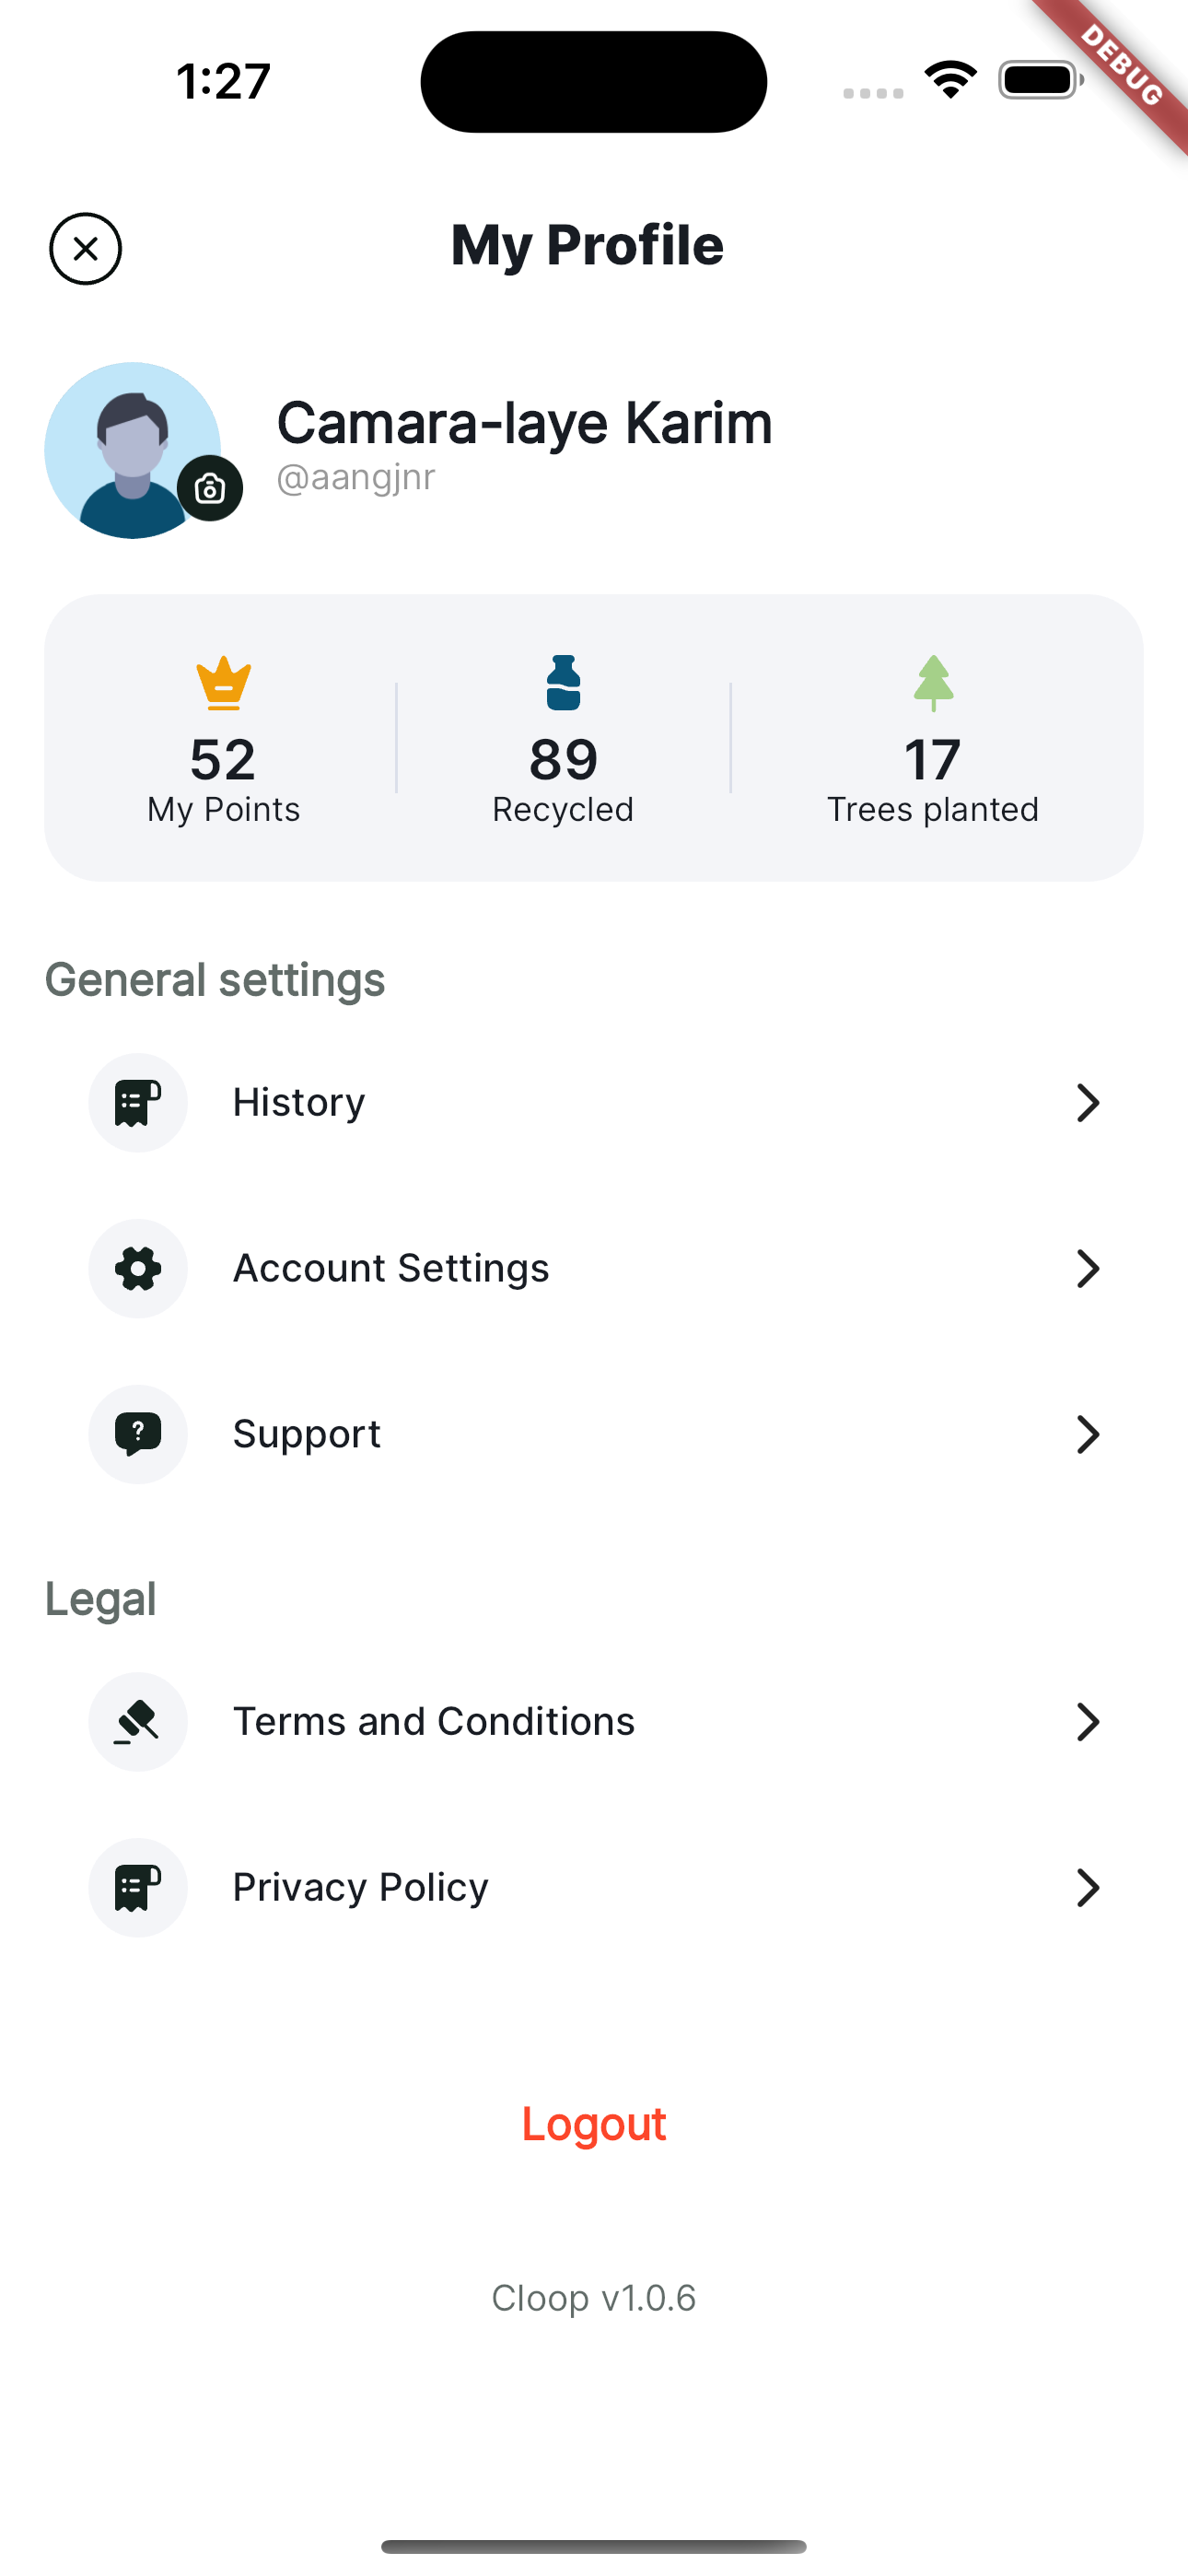 1:27
DEBUG
My Profile
Camara-laye Karim
@aangjnr
52
My Points
89
Recycled
17
Trees planted
General settings
History
Account Settings
?
Support
Legal
Terms and Conditions
Privacy Policy
Logout
Cloop v1.0.6